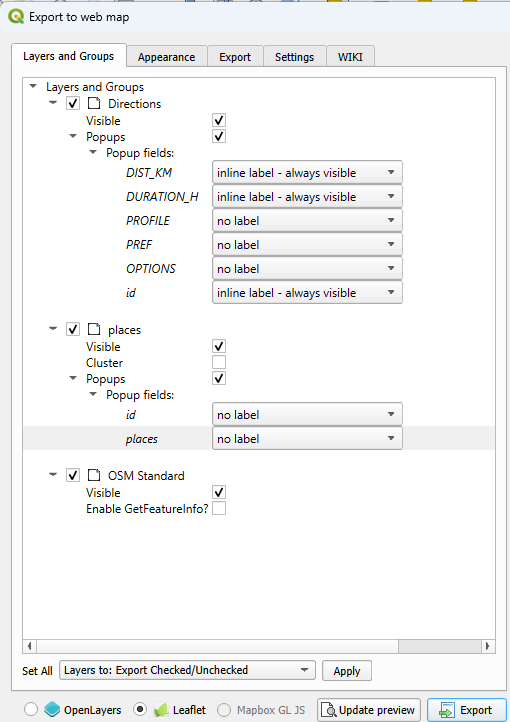 Export to web map
Layers and Groups Appearance Export Settings WIKI
Layers and Groups
Directions
Visible
Popups
Popup fields:
DIST_KM inline label - always visible
DURATION_H inline label - always visible
PROFILE no label
PREF no label
OPTIONS no label
id inline label - always visible
places
Visible
Cluster
Popups
Popup fields:
id no label
places no label
OSM Standard
Visible
Enable GetFeatureInfo?
Set All Layers to: Export Checked/Unchecked Apply
OpenLayers Leaflet Mapbox GL JS Update preview Export